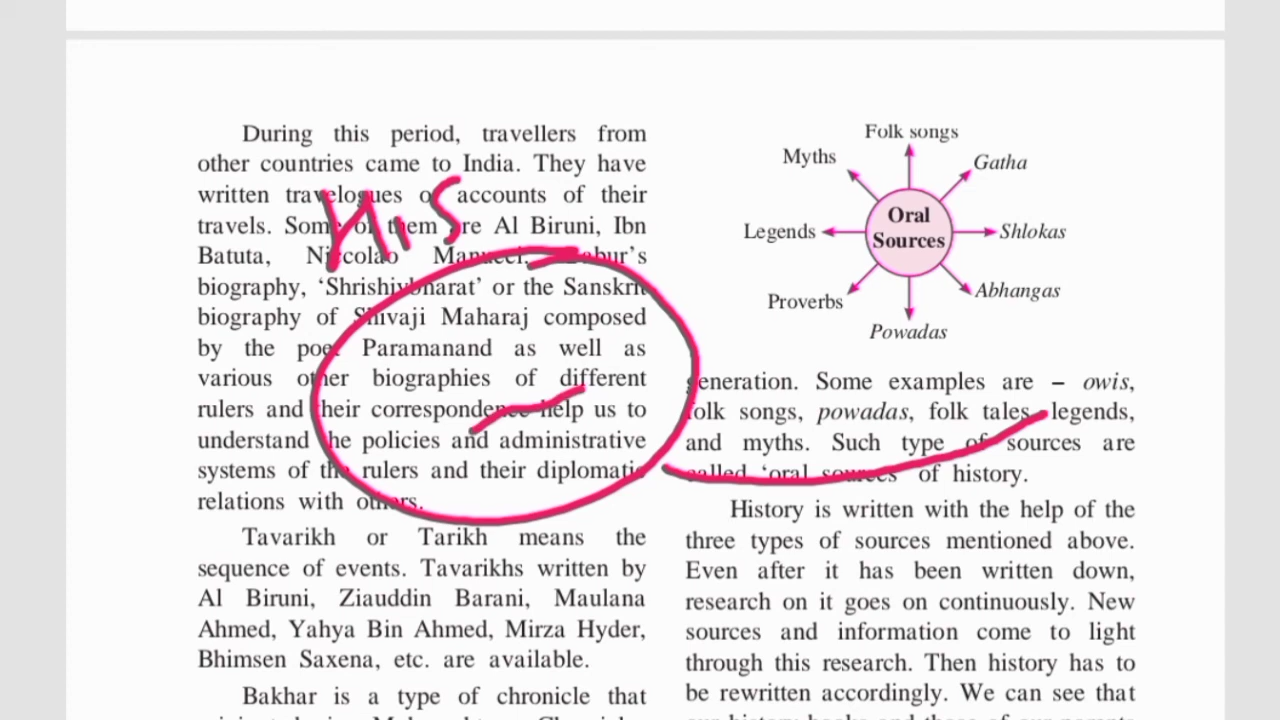 During this period, travellers from
other countries came to India. They have
written travelogues or accounts of their
travels. Some of them are Al Biruni, Ibn
Batuta, Niccolao Manucci. Babur's
biography, 'Shrishivbharat' or the Sanskrit
biography of Shivaji Maharaj composed
by the poet Paramanand as well as
various other biographies of different
rulers and their correspondence help us to
understand the policies and administrative
systems of the rulers and their diplomatic
relations with others.
Tavarikh or Tarikh means the
sequence of events. Tavarikhs written by
Al Biruni, Ziauddin Barani, Maulana
Ahmed, Yahya Bin Ahmed, Mirza Hyder,
Bhimsen Saxena, etc. are available.
Bakhar is a type of chronicle that
HiS
Folk songs
Myths
Gatha
Oral
Sources
Legends
Shlokas
Proverbs
Abhangas
Powadas
generation. Some examples are – owis,
folk songs, powadas, folk tales, legends,
and myths. Such type of sources are
called 'oral sources' of history.
History is written with the help of the
three types of sources mentioned above.
Even after it has been written down,
research on it goes on continuously. New
sources and information come to light
through this research. Then history has to
be rewritten accordingly. We can see that